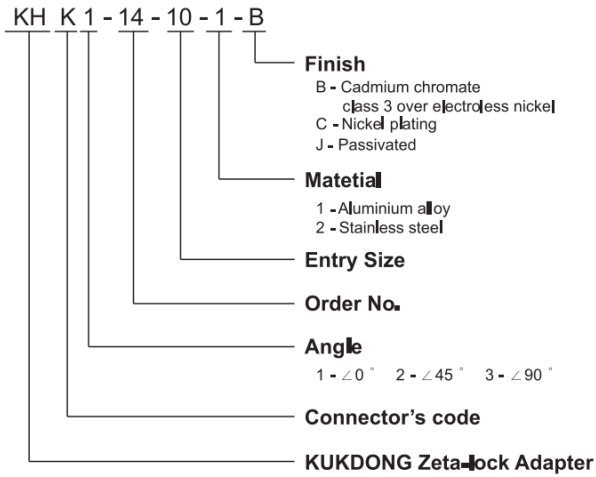 KH K 1 - 14 - 10 - 1 - B
Finish
B - Cadmium chromate
class 3 over electroless nickel
C - Nickel plating
J - Passivated
Matetial
1 - Aluminium alloy
2 - Stainless steel
Entry Size
Order No.
Angle
1 - ∠0° 2 - ∠45° 3 - ∠90°
Connector's code
KUKDONG Zeta-lock Adapter